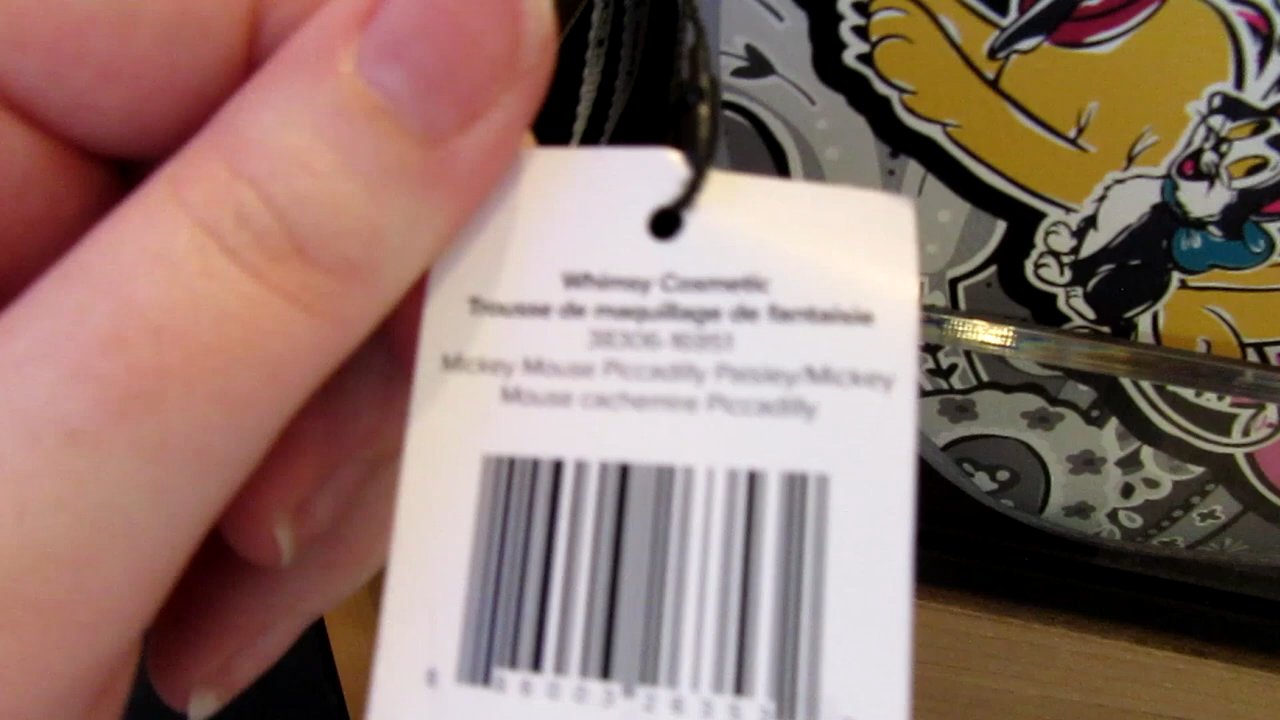 Whimsy Cosmetic
Trousse de maquillage de fantaisie
Mickey Mouse Piccadilly Paisley/Mickey
Mouse cachemire Piccadilly